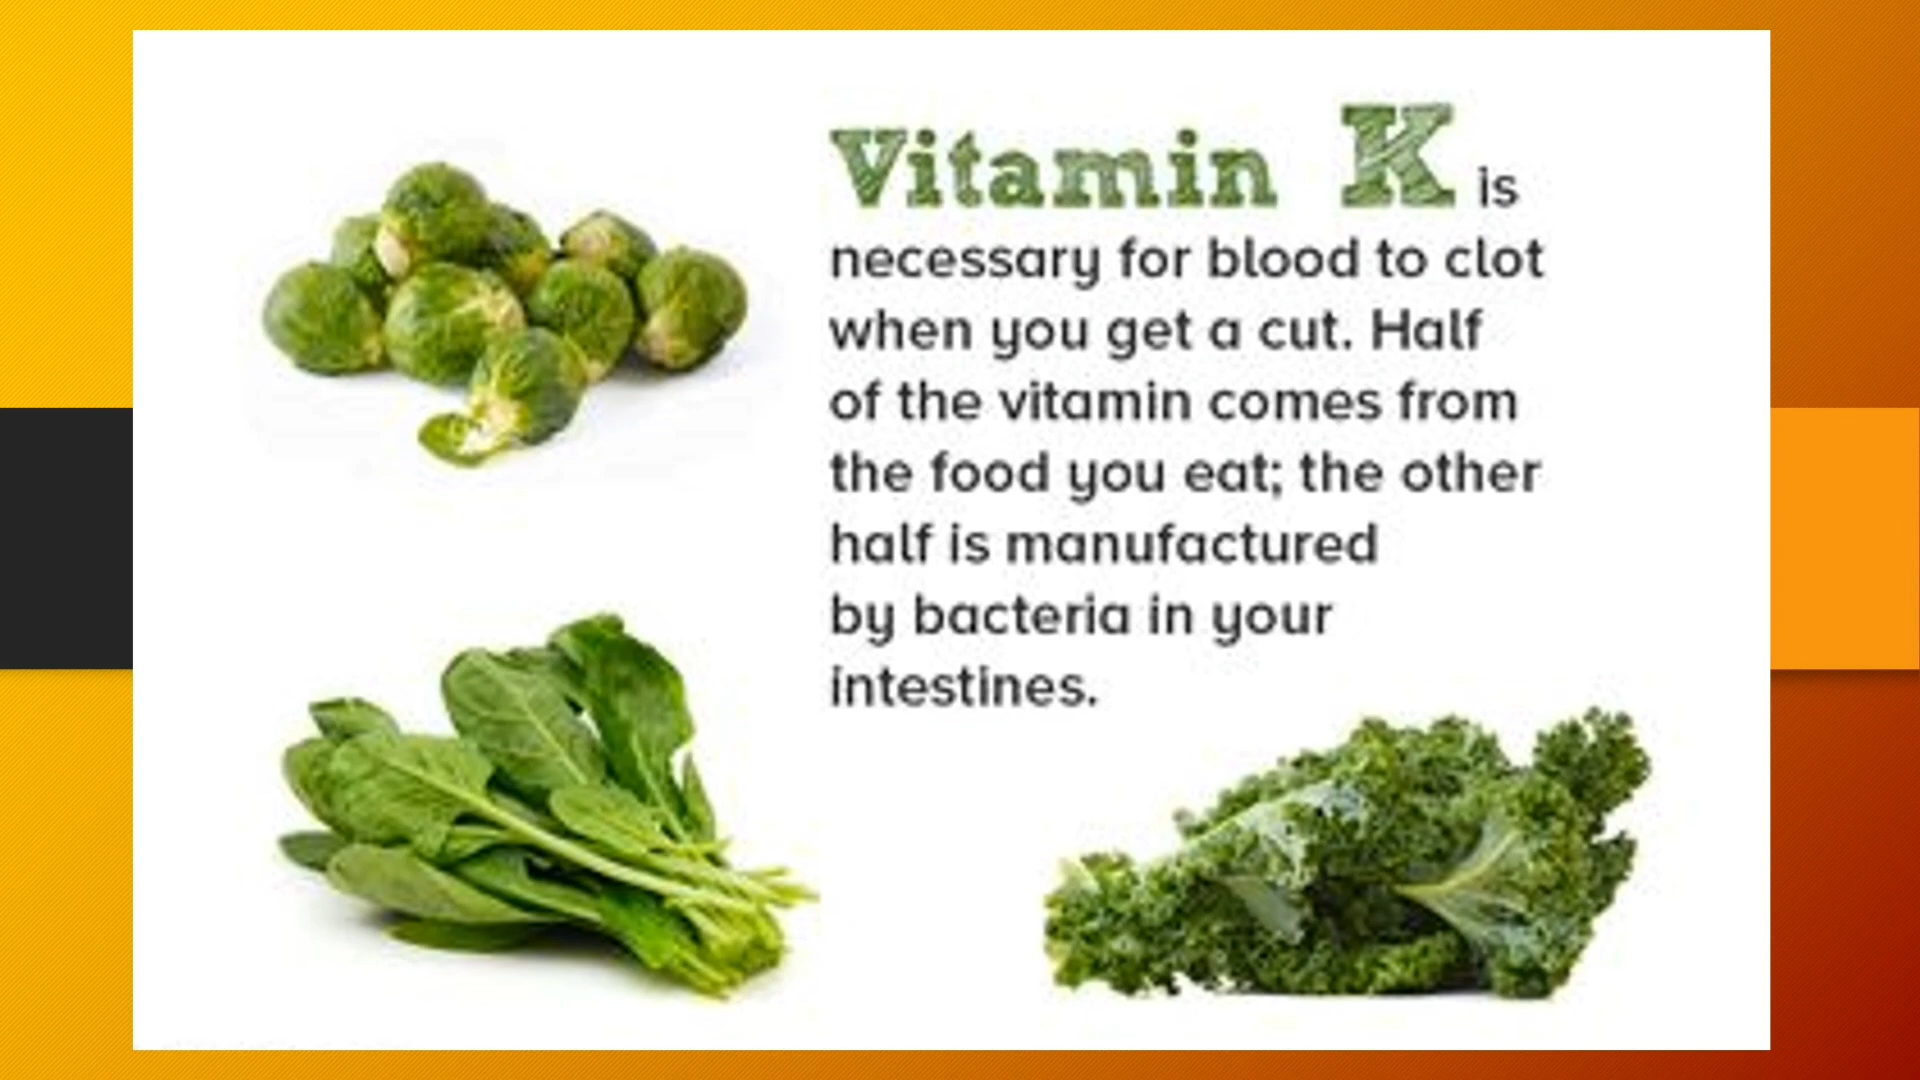 Vitamin K is
necessary for blood to clot
when you get a cut. Half
of the vitamin comes from
the food you eat; the other
half is manufactured
by bacteria in your
intestines.